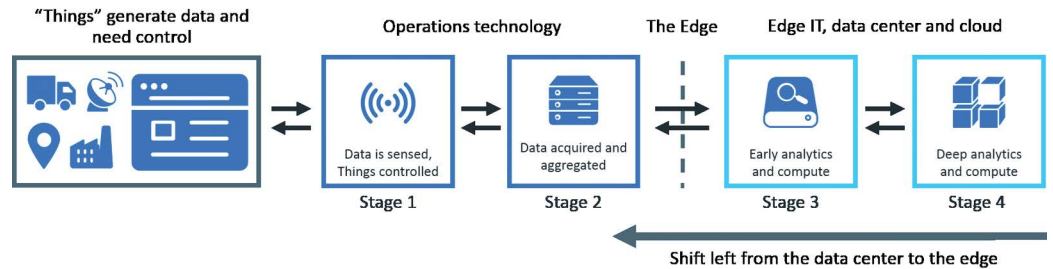 “Things” generate data and
need control
Operations technology
The Edge
Edge IT, data center and cloud
Data is sensed,
Things controlled
Data acquired and
aggregated
Early analytics
and compute
Deep analytics
and compute
Stage 1
Stage 2
Stage 3
Stage 4
Shift left from the data center to the edge